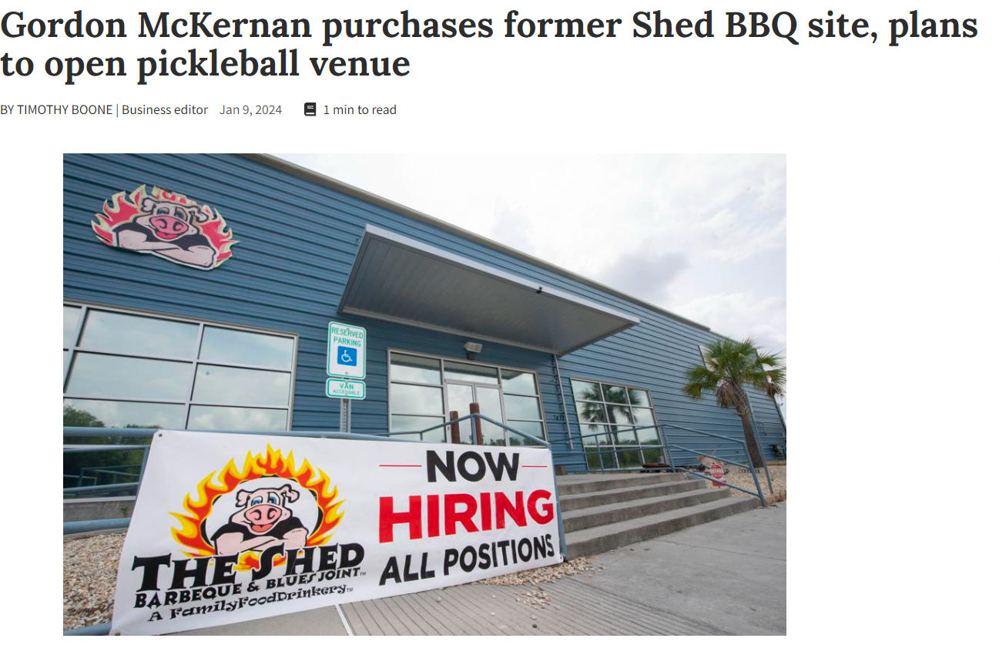 Gordon McKernan purchases former Shed BBQ site, plans
to open pickleball venue
BY TIMOTHY BOONE | Business editor Jan 9, 2024 1 min to read
RESERVED
PARKING
VAN
ACCESSIBLE
NOW
HIRING
ALL POSITIONS
THE SHED
BARBEQUE & BLUES JOINT™
A FamilyFoodDrinkery™